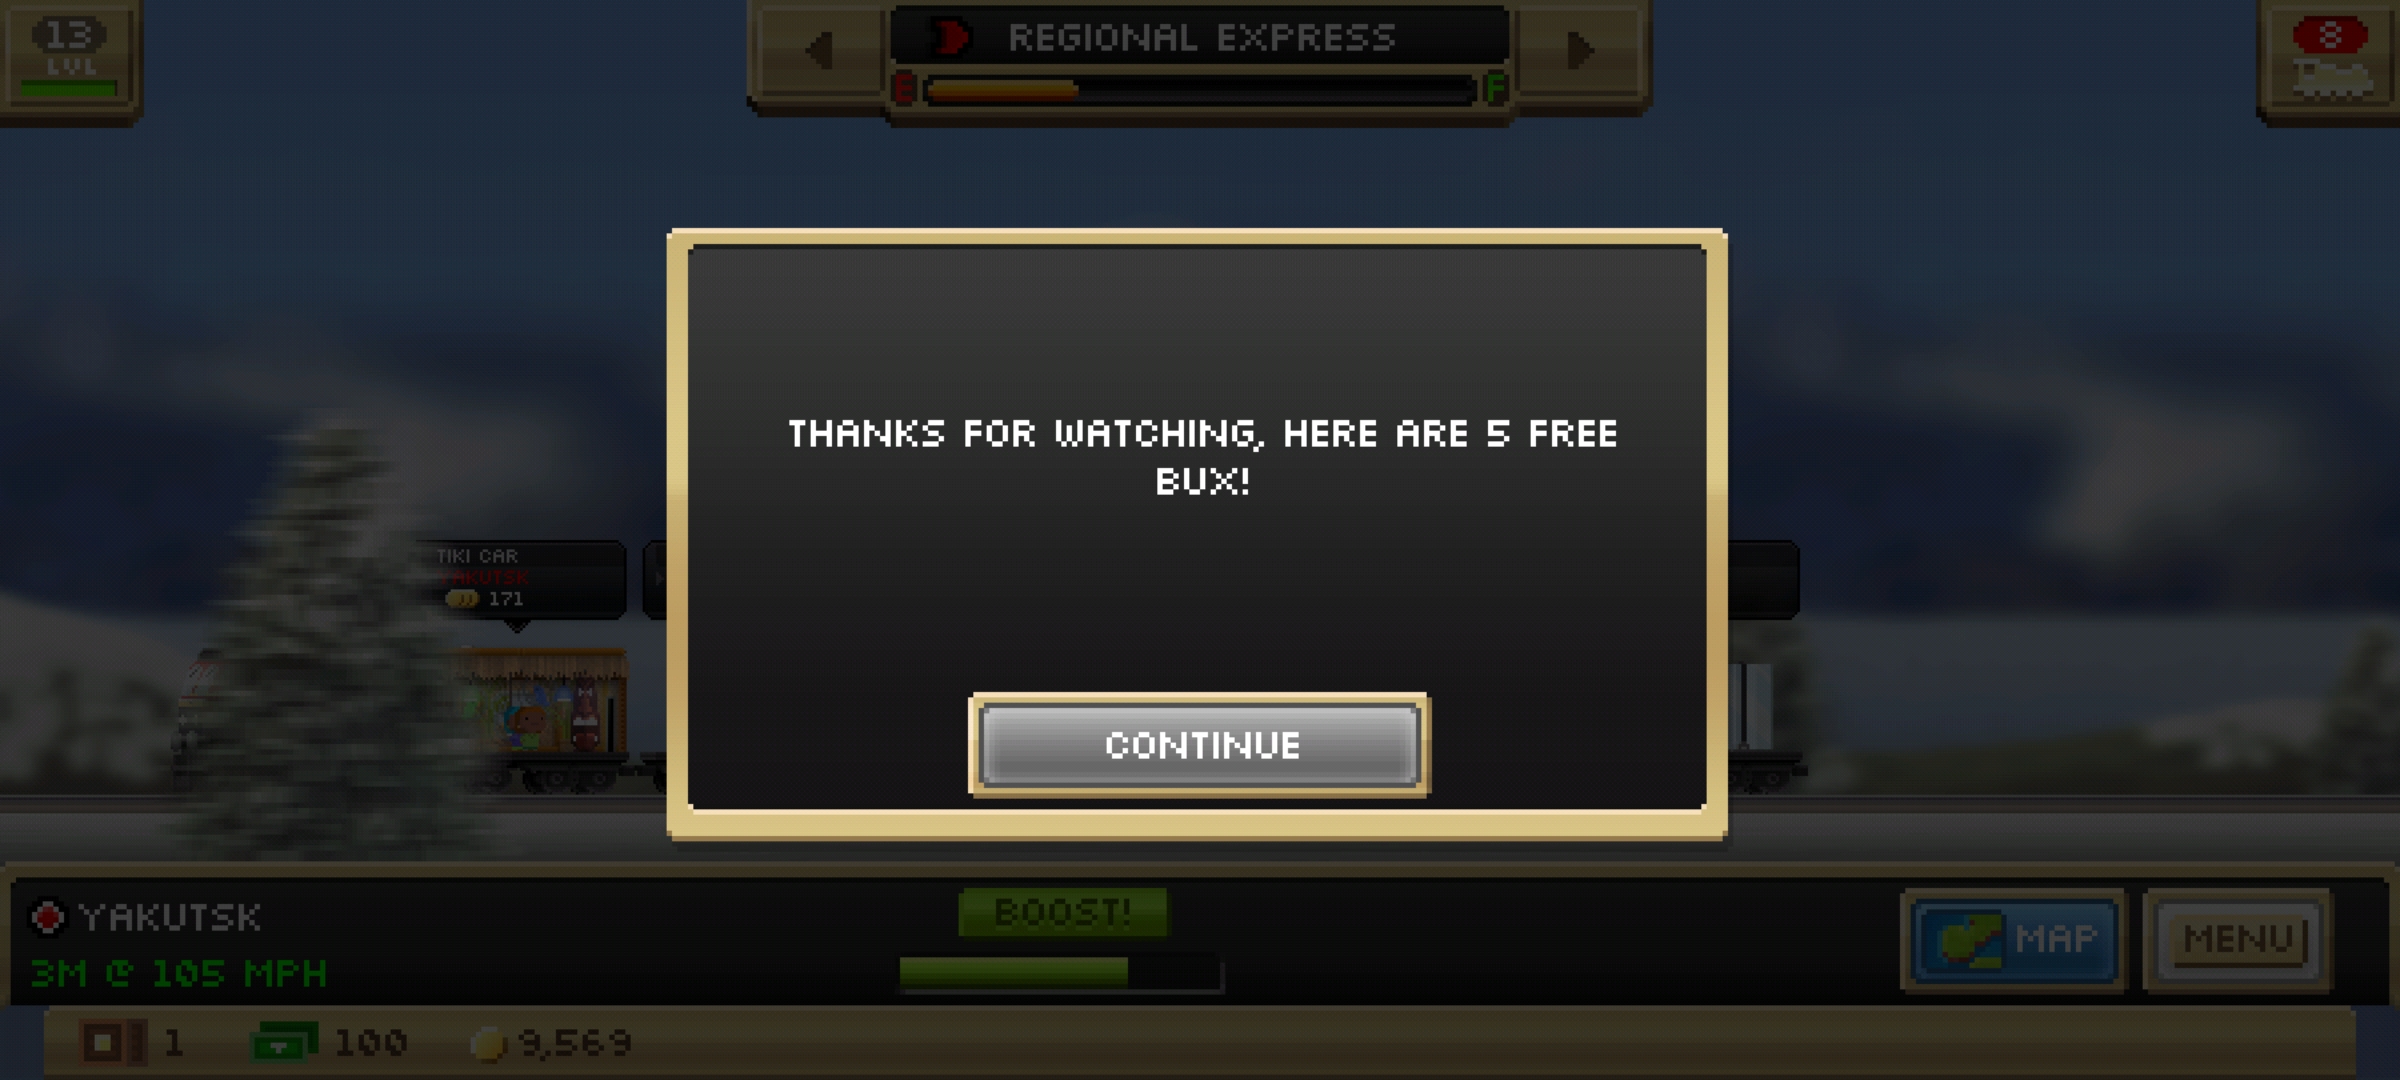 13
LVL
REGIONAL EXPRESS
E F
8
THANKS FOR WATCHING, HERE ARE 5 FREE
BUX!
TIKI CAR
YAKUTSK
171
CONTINUE
YAKUTSK
3M @ 105 MPH
BOOST!
MAP
MENU
1
100
9,569